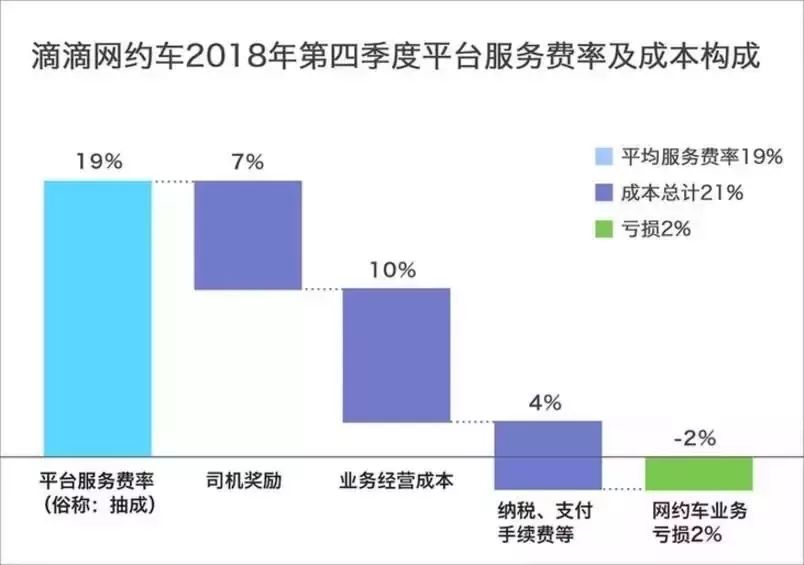 滴滴网约车2018年第四季度平台服务费率及成本构成
平均服务费率19%
成本总计21%
亏损2%
19%
7%
10%
4%
-2%
平台服务费率
（俗称：抽成）
司机奖励
业务经营成本
纳税、支付
手续费等
网约车业务
亏损2%